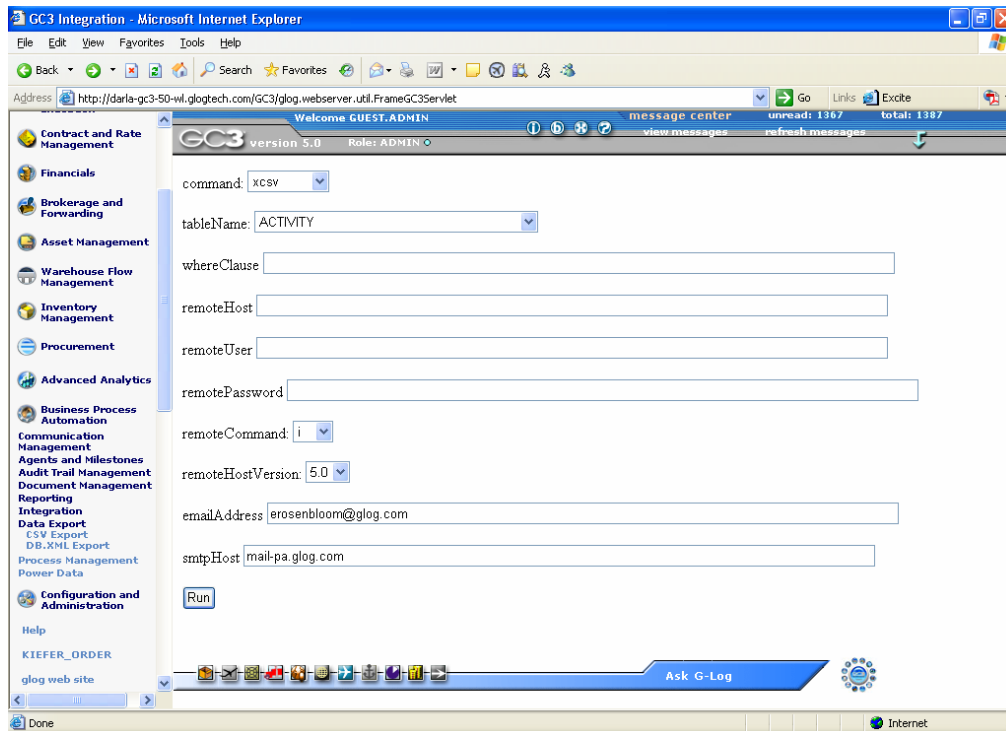 GC3 Integration - Microsoft Internet Explorer
File Edit View Favorites Tools Help
Back Search Favorites
Address http://darla-gc3-50-wl.glogtech.com/GC3/glog.webserver.util.FrameGC3Servlet Go Links Excite
Welcome GUEST.ADMIN message center unread: 1367 total: 1387
GC3 version 5.0 Role: ADMIN view messages refresh messages
Contract and Rate
Management
Financials
Brokerage and
Forwarding
Asset Management
Warehouse Flow
Management
Inventory
Management
Procurement
Advanced Analytics
Business Process
Automation
Communication
Management
Agents and Milestones
Audit Trail Management
Document Management
Reporting
Integration
Data Export
CSV Export
DB.XML Export
Process Management
Power Data
Configuration and
Administration
Help
KIEFER_ORDER
glog web site
command: xcsv
tableName: ACTIVITY
whereClause
remoteHost
remoteUser
remotePassword
remoteCommand: i
remoteHostVersion: 5.0
emailAddress erosenbloom@glog.com
smtpHost mail-pa.glog.com
Run
Ask G-Log
Done Internet